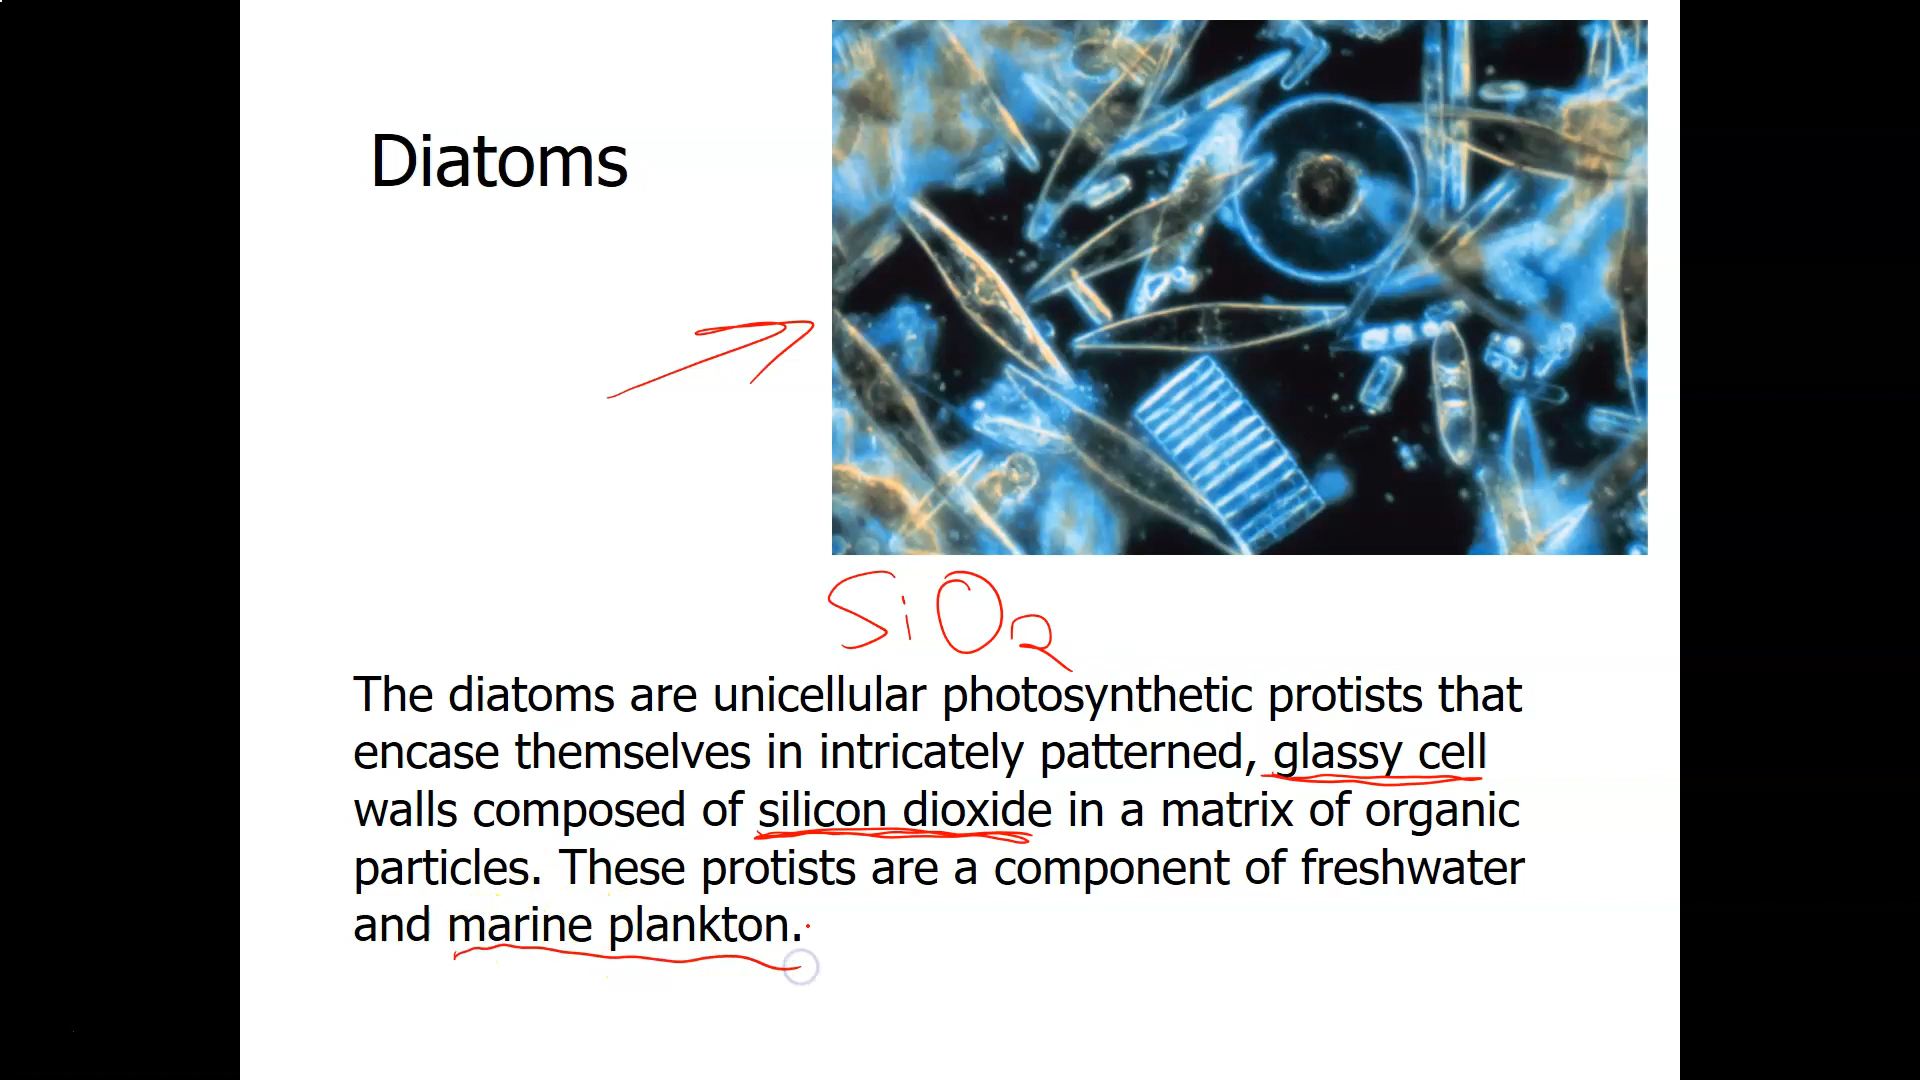 Diatoms
SiO2
The diatoms are unicellular photosynthetic protists that
encase themselves in intricately patterned, glassy cell
walls composed of silicon dioxide in a matrix of organic
particles. These protists are a component of freshwater
and marine plankton.